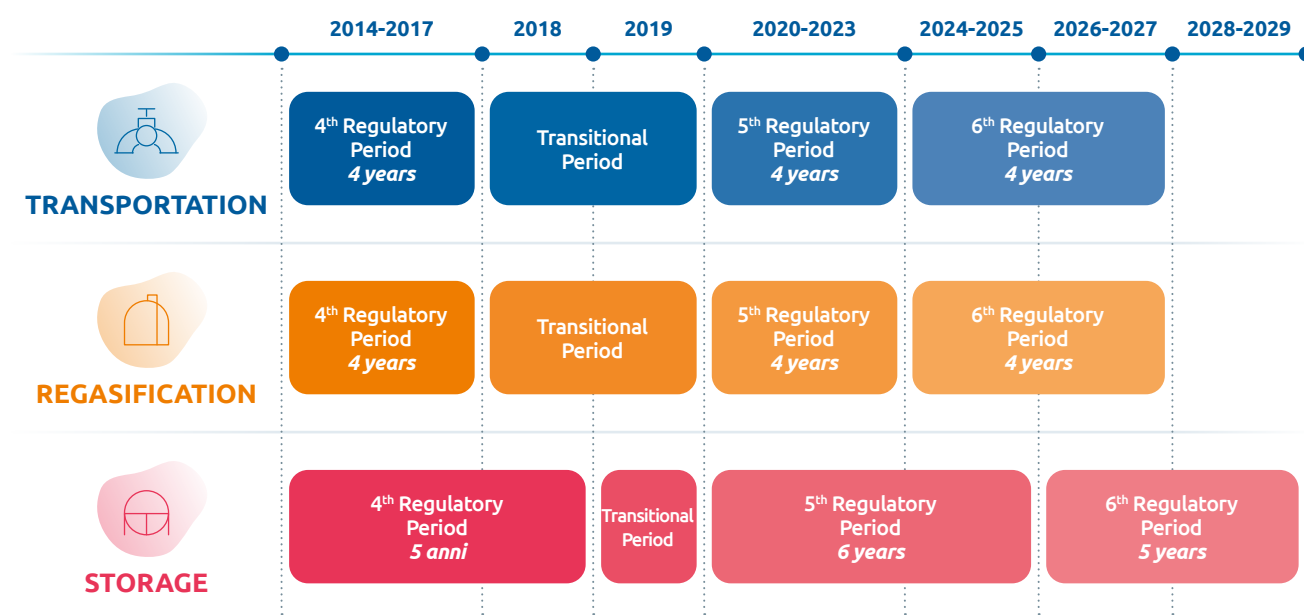 2014-2017 2018 2019 2020-2023 2024-2025 2026-2027 2028-2029
TRANSPORTATION
4th Regulatory
Period
4 years
Transitional
Period
5th Regulatory
Period
4 years
6th Regulatory
Period
4 years
REGASIFICATION
4th Regulatory
Period
4 years
Transitional
Period
5th Regulatory
Period
4 years
6th Regulatory
Period
4 years
STORAGE
4th Regulatory
Period
5 anni
Transitional
Period
5th Regulatory
Period
6 years
6th Regulatory
Period
5 years